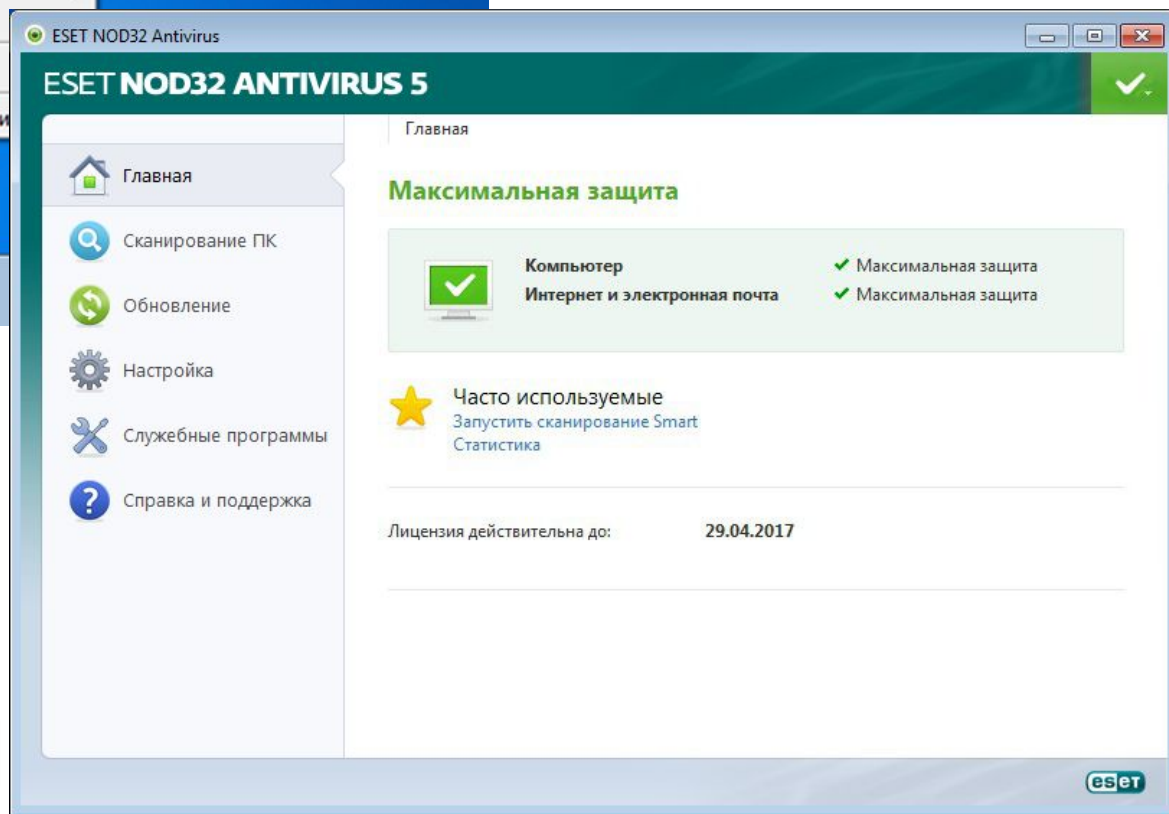 ESET NOD32 Antivirus
ESET NOD32 ANTIVIRUS 5
Главная
Главная
Сканирование ПК
Обновление
Настройка
Служебные программы
Справка и поддержка
Максимальная защита
Компьютер
Максимальная защита
Интернет и электронная почта
Максимальная защита
Часто используемые
Запустить сканирование Smart
Статистика
Лицензия действительна до: 29.04.2017
eset